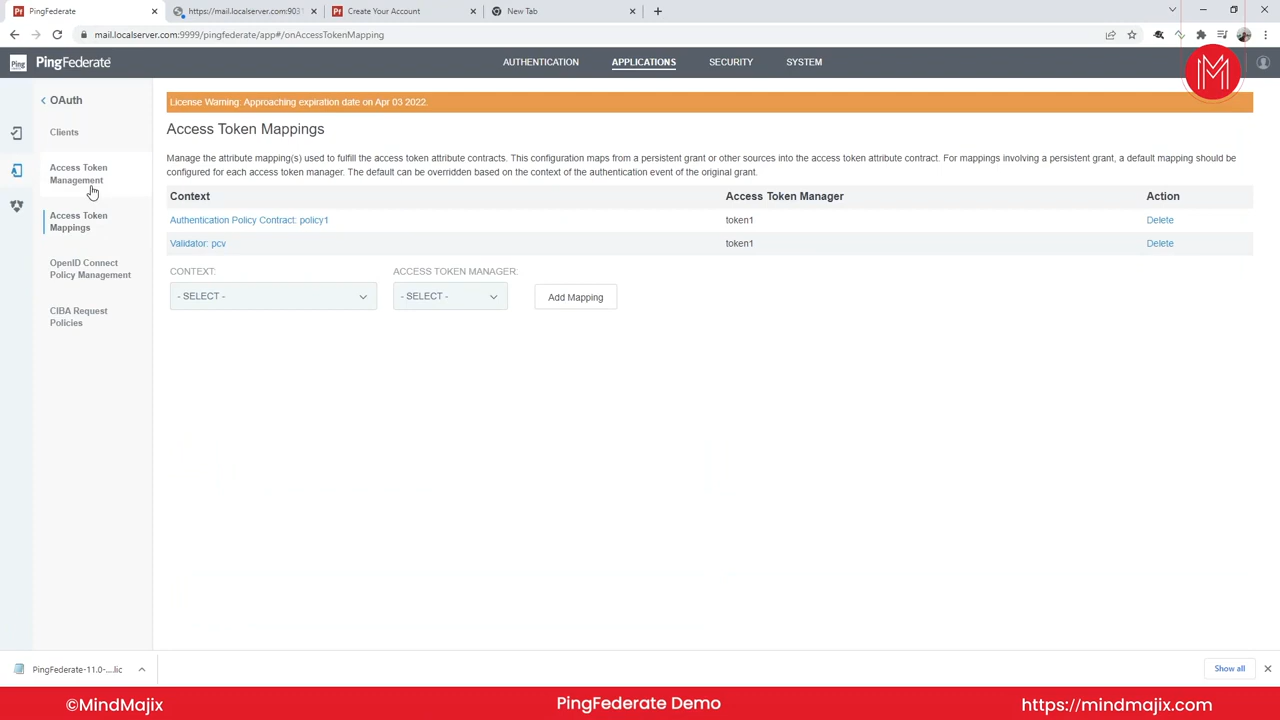 PingFederate
https://mail.localserver.com:9031
Create Your Account
New Tab
mail.localserver.com:9999/pingfederate/app#/onAccessTokenMapping
Ping
PingFederate
AUTHENTICATION
APPLICATIONS
SECURITY
SYSTEM
OAuth
Clients
Access Token
Management
Access Token
Mappings
OpenID Connect
Policy Management
CIBA Request
Policies
License Warning: Approaching expiration date on Apr 03 2022.
Access Token Mappings
Manage the attribute mapping(s) used to fulfill the access token attribute contracts. This configuration maps from a persistent grant or other sources into the access token attribute contract. For mappings involving a persistent grant, a default mapping should be
configured for each access token manager. The default can be overridden based on the context of the authentication event of the original grant.
Context Access Token Manager Action
Authentication Policy Contract: policy1 token1 Delete
Validator: pcv token1 Delete
CONTEXT: ACCESS TOKEN MANAGER:
- SELECT - - SELECT - Add Mapping
PingFederate-11.0-....lic
Show all
©MindMajix
PingFederate Demo
https://mindmajix.com